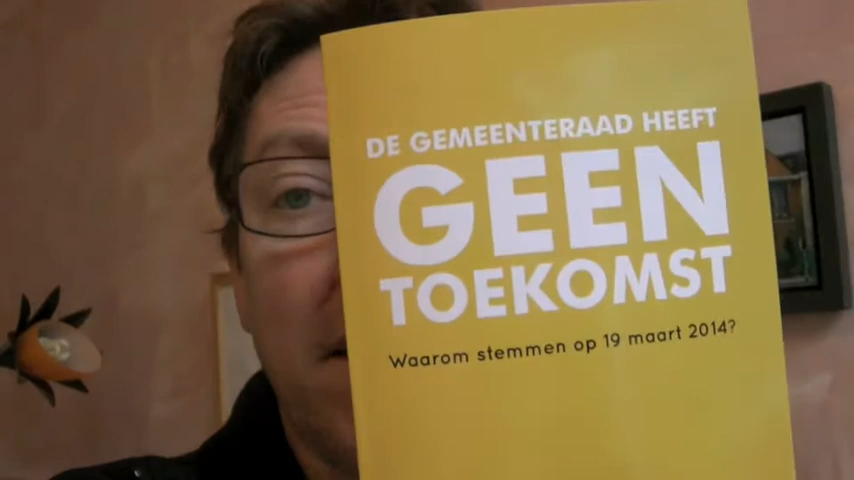 DE GEMEENTERAAD HEEFT
GEEN
TOEKOMST
Waarom stemmen op 19 maart 2014?